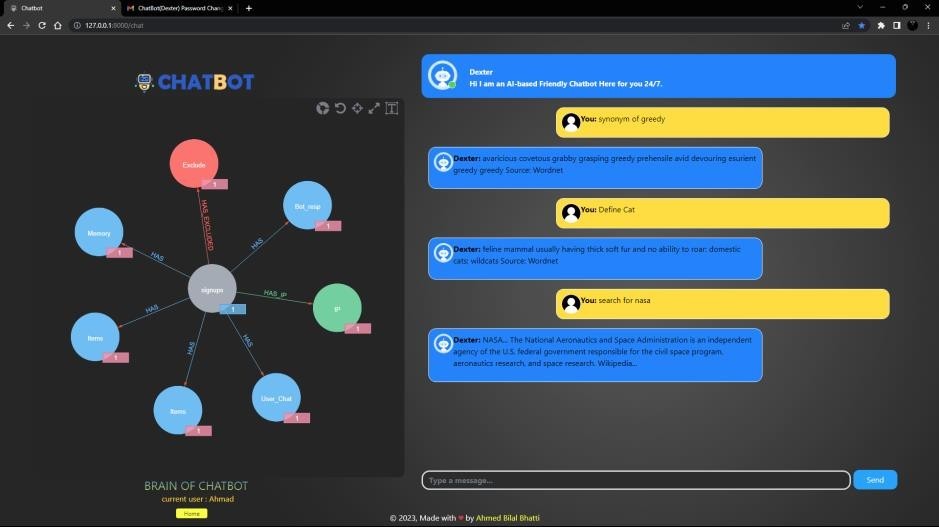 Chatbot
ChatBot(Dexter) Password Chan
127.0.0.1:8000/chat
CHATBOT
Exclude
1
Bot_resp
1
Memory
1
HAS_EXCLUDED
HAS
HAS
signups
1
HAS_IP
1
HAS
Items
1
HAS
HAS
Items
1
User_Chat
1
BRAIN OF CHATBOT
current user : Ahmad
Home
Dexter
Hi I am an AI-based Friendly Chatbot Here for you 24/7.
You: synonym of greedy
Dexter: avaricious covetous grabby grasping greedy prehensile avid devouring esurient
greedy greedy Source: Wordnet
You: Define Cat
Dexter: feline mammal usually having thick soft fur and no ability to roar: domestic
cats; wildcats Source: Wordnet
You: search for nasa
Dexter: NASA... The National Aeronautics and Space Administration is an independent
agency of the U.S. federal government responsible for the civil space program,
aeronautics research, and space research. Wikipedia...
Type a message...
Send
© 2023, Made with ♥ by Ahmed Bilal Bhatti